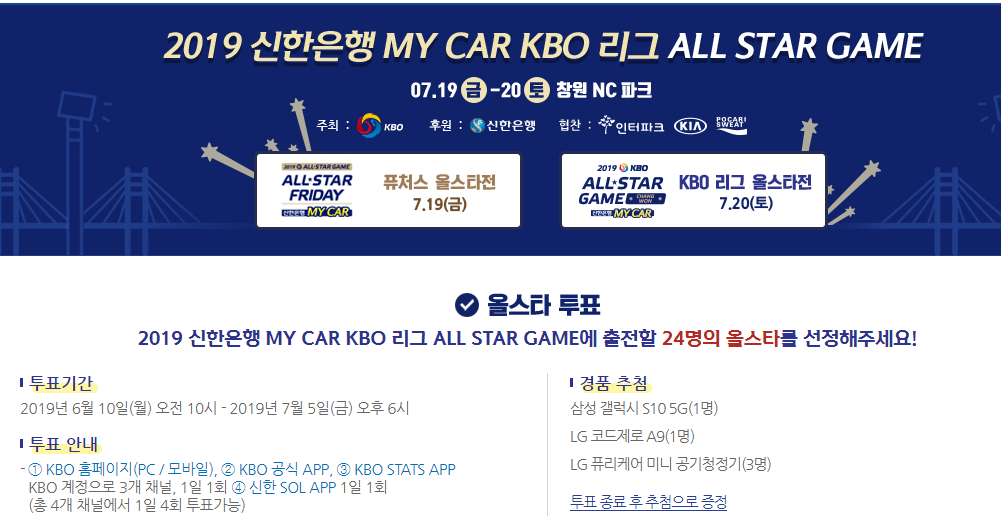 2019 신한은행 MY CAR KBO 리그 ALL STAR GAME
07.19 금 -20 토 창원 NC 파크
주최 : KBO 후원 : 신한은행 협찬 : 인터파크 KIA POCARI SWEAT
2019 ALL★STAR GAME
ALL★STAR
FRIDAY
신한은행 MY CAR
퓨처스 올스타전
7.19(금)
2019 KBO
ALL★STAR
GAME CHANG WON
신한은행 MY CAR
KBO 리그 올스타전
7.20(토)
올스타 투표
2019 신한은행 MY CAR KBO 리그 ALL STAR GAME에 출전할 24명의 올스타를 선정해주세요!
투표기간
2019년 6월 10일(월) 오전 10시 - 2019년 7월 5일(금) 오후 6시
투표 안내
- ① KBO 홈페이지(PC / 모바일), ② KBO 공식 APP, ③ KBO STATS APP
KBO 계정으로 3개 채널, 1일 1회 ④ 신한 SOL APP 1일 1회
(총 4개 채널에서 1일 4회 투표가능)
경품 추첨
삼성 갤럭시 S10 5G(1명)
LG 코드제로 A9(1명)
LG 퓨리케어 미니 공기청정기(3명)
투표 종료 후 추첨으로 증정